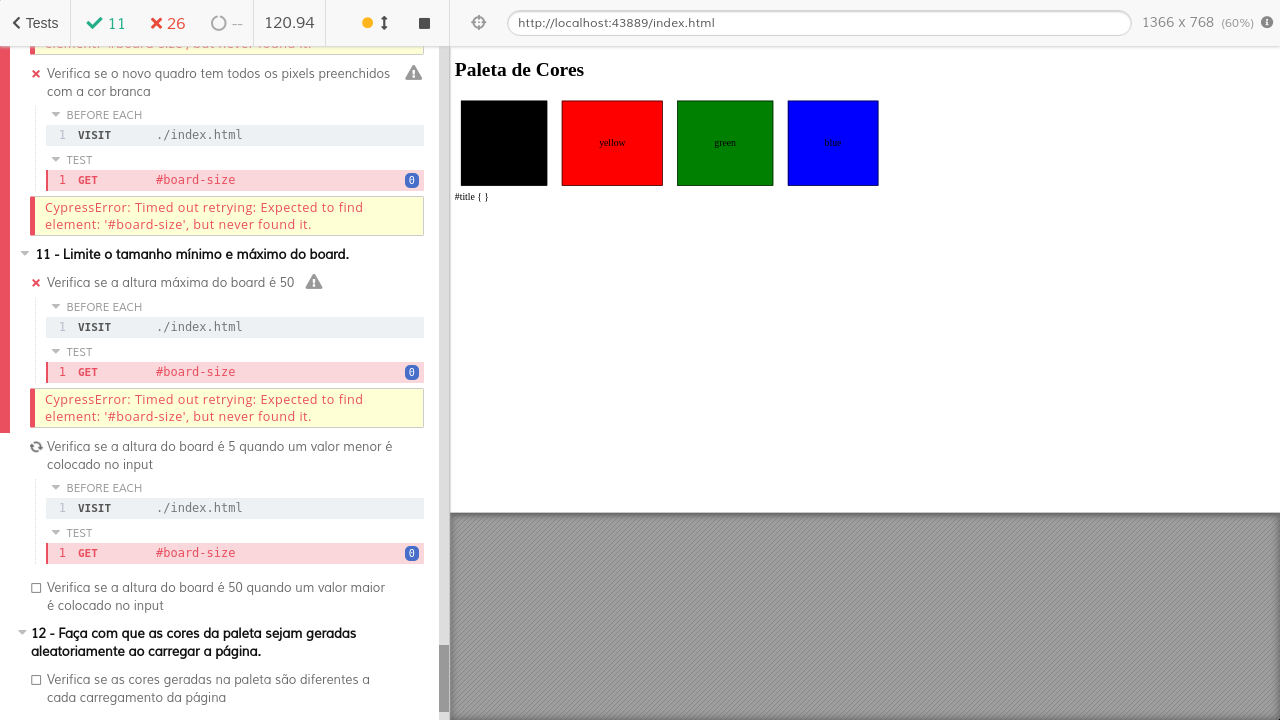 Tests
11
26
--
120.94
http://localhost:43889/index.html
1366 x 768 (60%)
element: '#board-size', but never found it.
Verifica se o novo quadro tem todos os pixels preenchidos
com a cor branca
BEFORE EACH
1 VISIT ./index.html
TEST
1 GET #board-size 0
CypressError: Timed out retrying: Expected to find
element: '#board-size', but never found it.
11 - Limite o tamanho mínimo e máximo do board.
Verifica se a altura máxima do board é 50
BEFORE EACH
1 VISIT ./index.html
TEST
1 GET #board-size 0
CypressError: Timed out retrying: Expected to find
element: '#board-size', but never found it.
Verifica se a altura do board é 5 quando um valor menor é
colocado no input
BEFORE EACH
1 VISIT ./index.html
TEST
1 GET #board-size 0
Verifica se a altura do board é 50 quando um valor maior
é colocado no input
12 - Faça com que as cores da paleta sejam geradas
aleatoriamente ao carregar a página.
Verifica se as cores geradas na paleta são diferentes a
cada carregamento da página
Paleta de Cores
yellow
green
blue
#title { }